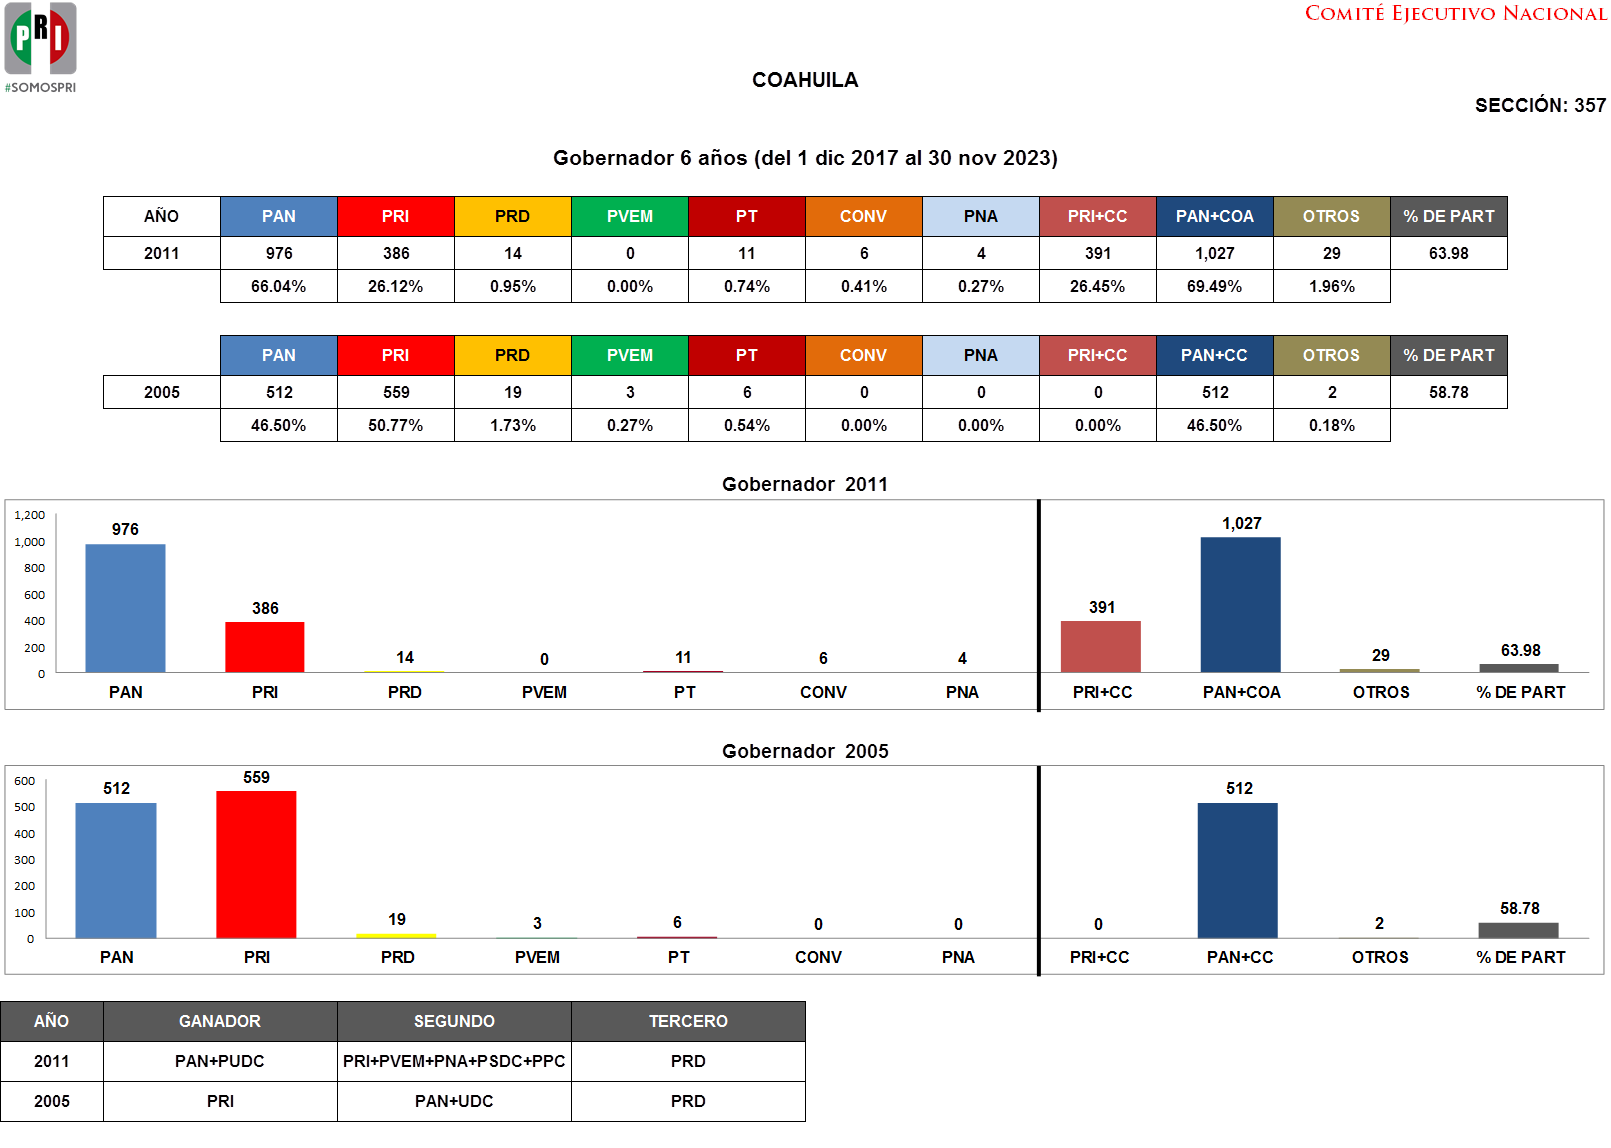 PRI
#SOMOSPRI
COMITÉ EJECUTIVO NACIONAL
COAHUILA
SECCIÓN: 357
Gobernador 6 años (del 1 dic 2017 al 30 nov 2023)
AÑO PAN PRI PRD PVEM PT CONV PNA PRI+CC PAN+COA OTROS % DE PART
2011 976 386 14 0 11 6 4 391 1,027 29 63.98
66.04% 26.12% 0.95% 0.00% 0.74% 0.41% 0.27% 26.45% 69.49% 1.96%
PAN PRI PRD PVEM PT CONV PNA PRI+CC PAN+CC OTROS % DE PART
2005 512 559 19 3 6 0 0 0 512 2 58.78
46.50% 50.77% 1.73% 0.27% 0.54% 0.00% 0.00% 0.00% 46.50% 0.18%
Gobernador 2011
1,200
1,000
800
600
400
200
0
976 386 14 0 11 6 4 391 1,027 29 63.98
PAN PRI PRD PVEM PT CONV PNA PRI+CC PAN+COA OTROS % DE PART
Gobernador 2005
600
500
400
300
200
100
0
512 559 19 3 6 0 0 0 512 2 58.78
PAN PRI PRD PVEM PT CONV PNA PRI+CC PAN+CC OTROS % DE PART
AÑO GANADOR SEGUNDO TERCERO
2011 PAN+PUDC PRI+PVEM+PNA+PSDC+PPC PRD
2005 PRI PAN+UDC PRD